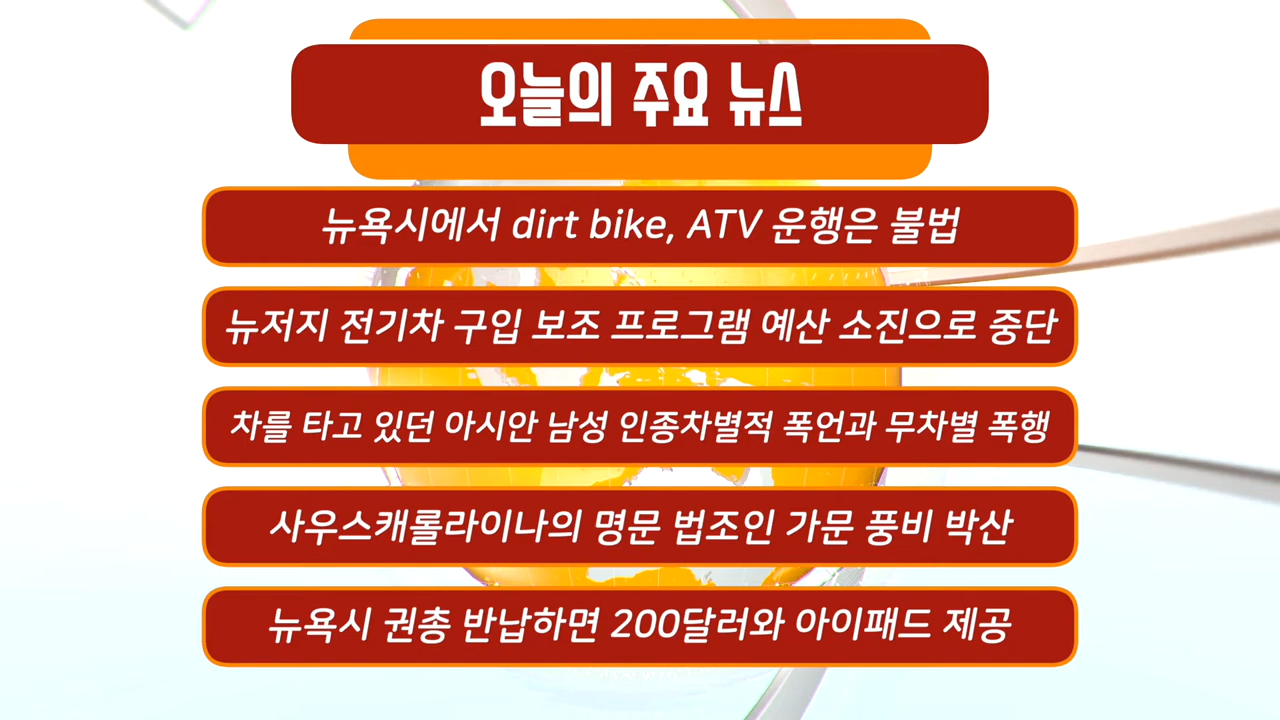 오늘의 주요 뉴스
뉴욕시에서 dirt bike, ATV 운행은 불법
뉴저지 전기차 구입 보조 프로그램 예산 소진으로 중단
차를 타고 있던 아시안 남성 인종차별적 폭언과 무차별 폭행
사우스캐롤라이나의 명문 법조인 가문 풍비 박산
뉴욕시 권총 반납하면 200달러와 아이패드 제공